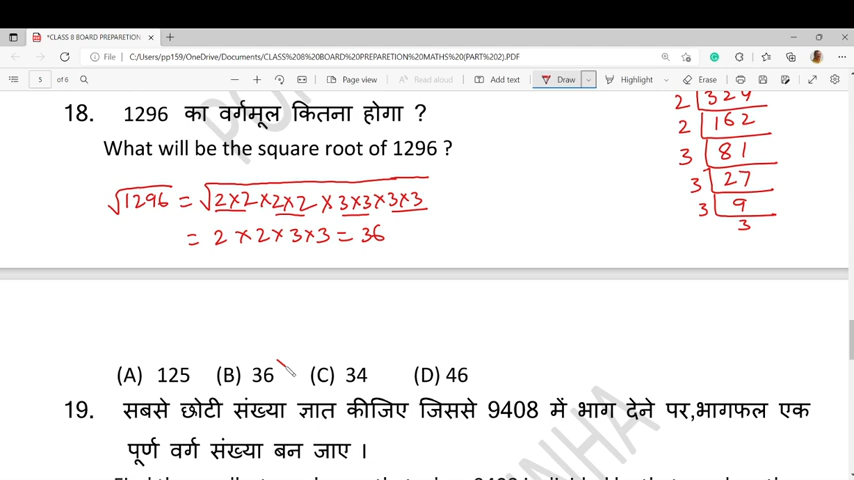 *CLASS 8 BOARD PREPARETION M
File
C:/Users/pp159/OneDrive/Documents/CLASS%208%20BOARD%20PREPARETION%20MATHS(PART%202).PDF
5 of 6
Page view
Read aloud
Add text
Draw
Highlight
Erase
18. 1296 का वर्गमूल कितना होगा ?
What will be the square root of 1296 ?
√1296 = √2×2×2×2×3×3×3×3
= 2×2×3×3 = 36
2 324
2 162
3 81
3 27
3 9
3
(A) 125 (B) 36 (C) 34 (D) 46
19. सबसे छोटी संख्या ज्ञात कीजिए जिससे 9408 में भाग देने पर,भागफल एक
पूर्ण वर्ग संख्या बन जाए ।